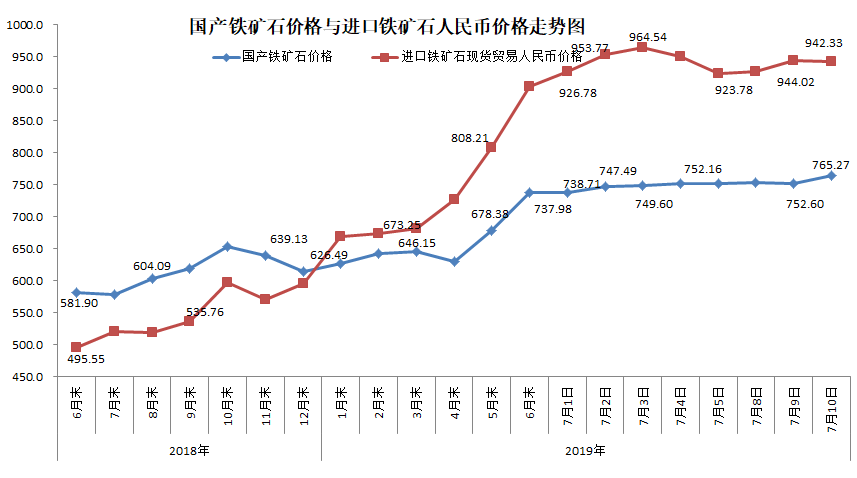 国产铁矿石价格与进口铁矿石人民币价格走势图
国产铁矿石价格
进口铁矿石现货贸易人民币价格
1000.0
950.0
900.0
850.0
800.0
750.0
700.0
650.0
600.0
550.0
500.0
450.0
581.90
604.09
639.13
626.49
646.15
678.38
737.98
738.71
747.49
749.60
752.16
752.60
765.27
495.55
535.76
673.25
808.21
926.78
953.77
964.54
923.78
944.02
942.33
6月末
7月末
8月末
9月末
10月末
11月末
12月末
1月末
2月末
3月末
4月末
5月末
6月末
7月1日
7月2日
7月3日
7月4日
7月5日
7月8日
7月9日
7月10日
2018年
2019年